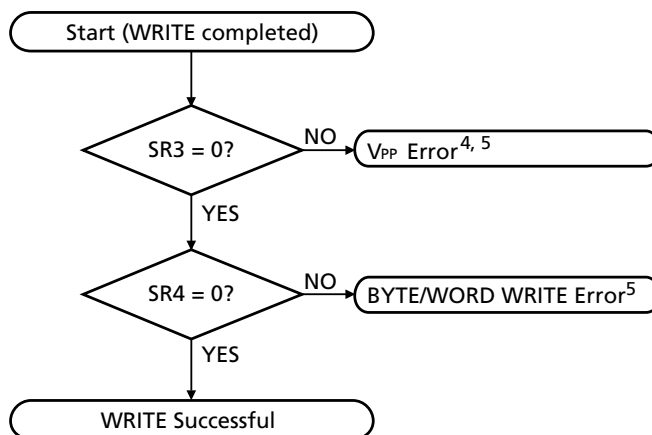 Start (WRITE completed)
SR3 = 0?
NO
VPP Error4, 5
YES
SR4 = 0?
NO
BYTE/WORD WRITE Error5
YES
WRITE Successful